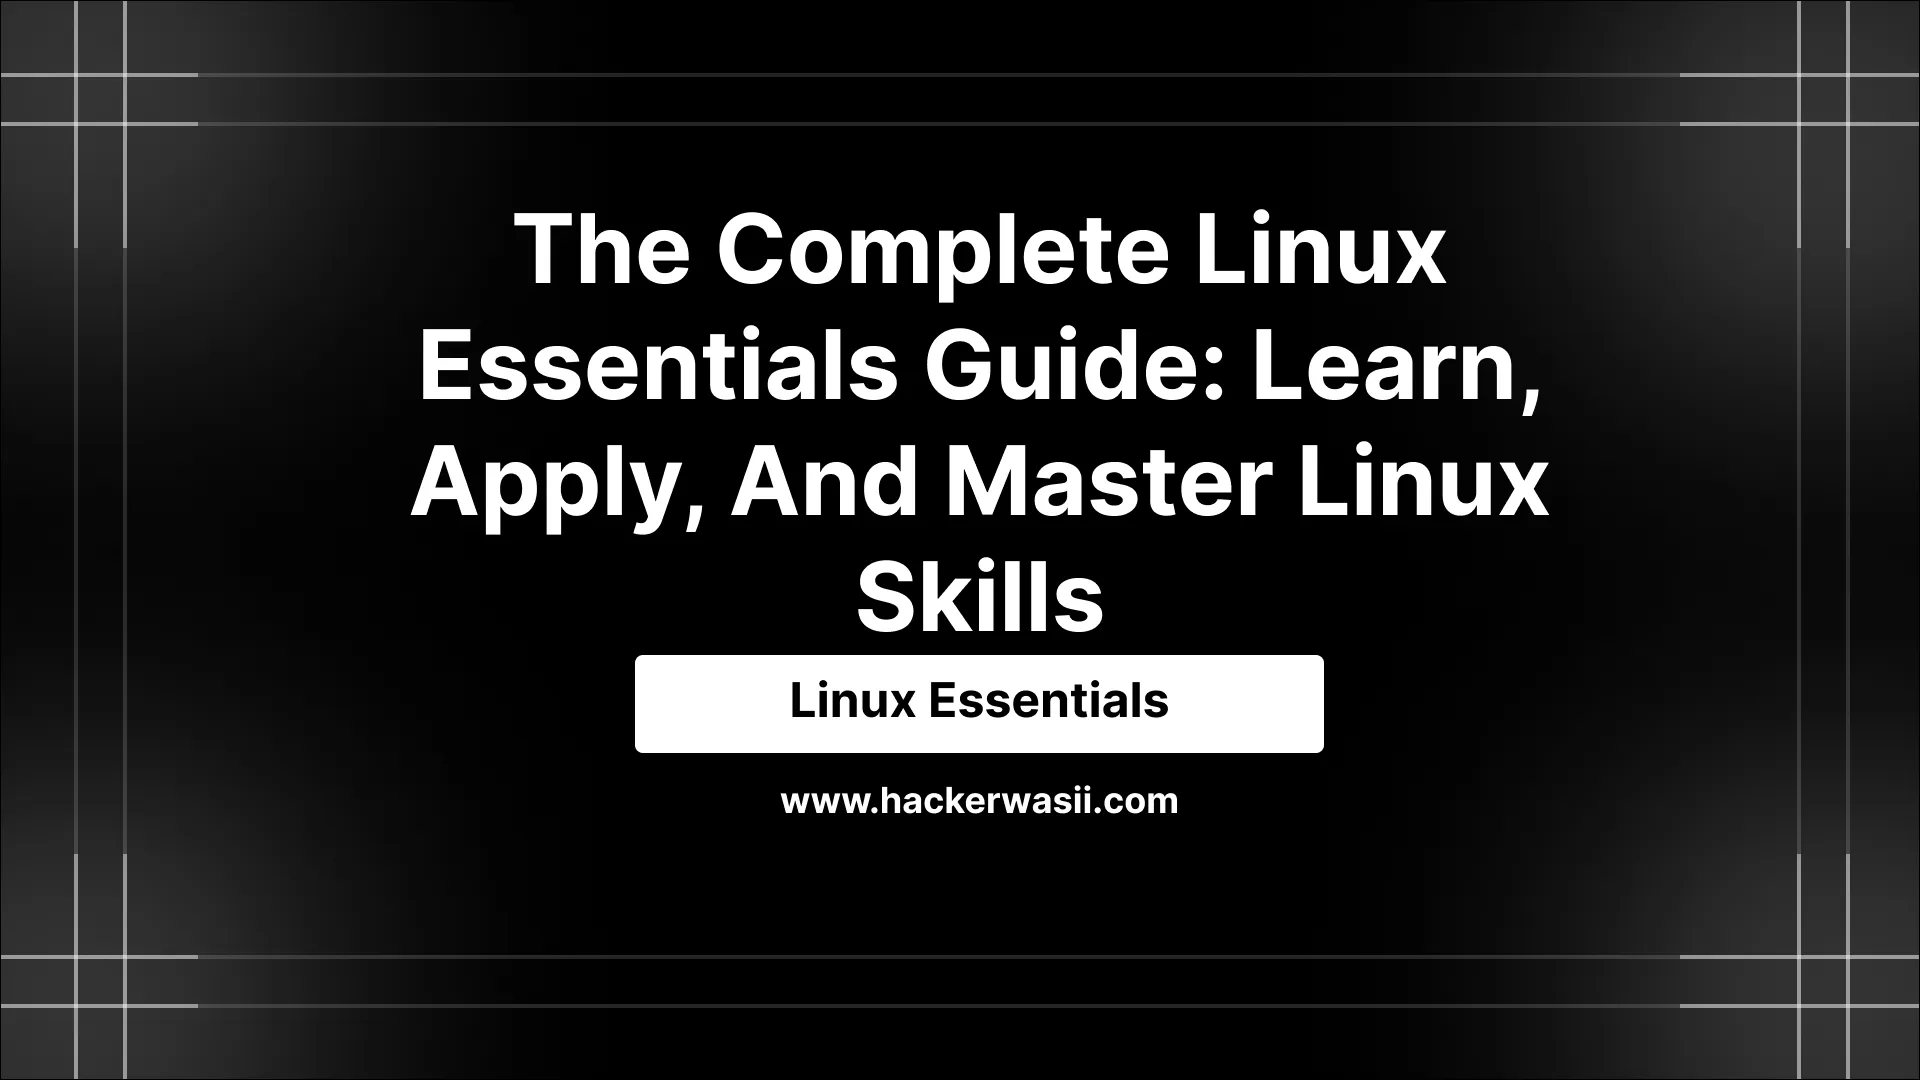 The Complete Linux
Essentials Guide: Learn,
Apply, And Master Linux
Skills
Linux Essentials
www.hackerwasii.com